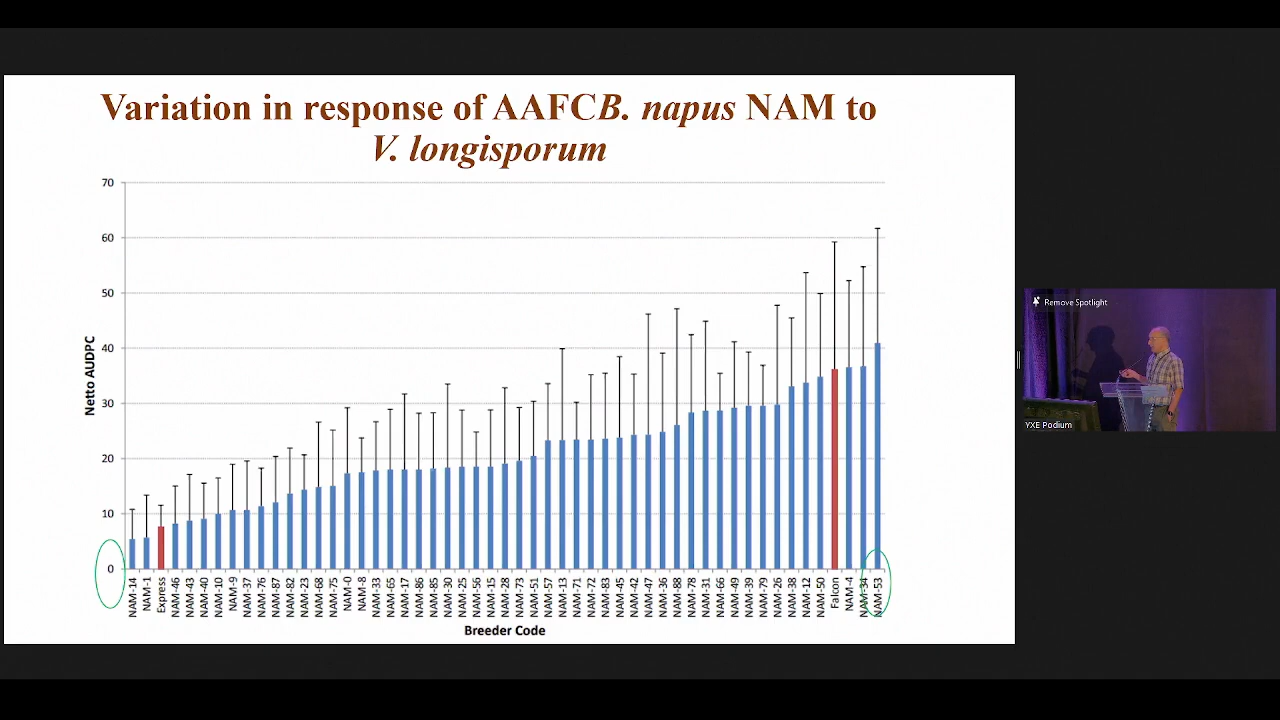 Variation in response of AAFCB. napus NAM to
V. longisporum
70
60
50
40
30
20
10
0
Netto AUDPC
NAM-14
NAM-1
Express
NAM-46
NAM-43
NAM-40
NAM-10
NAM-9
NAM-37
NAM-76
NAM-87
NAM-82
NAM-23
NAM-68
NAM-75
NAM-0
NAM-8
NAM-33
NAM-65
NAM-17
NAM-86
NAM-85
NAM-30
NAM-25
NAM-56
NAM-15
NAM-28
NAM-73
NAM-51
NAM-57
NAM-13
NAM-71
NAM-72
NAM-83
NAM-45
NAM-42
NAM-47
NAM-36
NAM-88
NAM-78
NAM-31
NAM-66
NAM-49
NAM-39
NAM-79
NAM-26
NAM-38
NAM-12
NAM-50
Falcon
NAM-4
NAM-34
NAM-53
Breeder Code
Remove Spotlight
YXE Podium